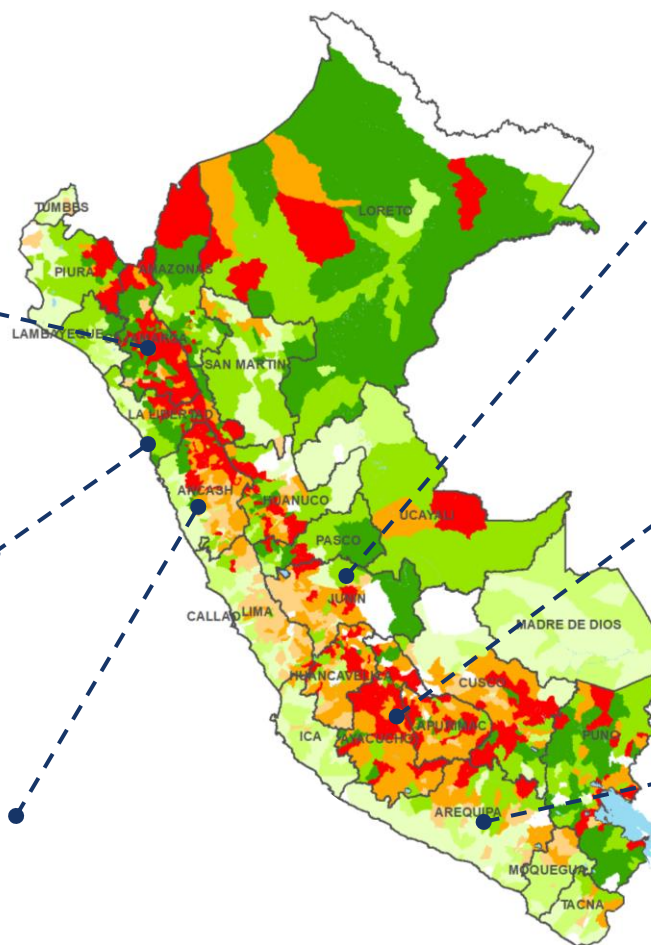 TUMBES
LORETO
PIURA
AMAZONAS
LAMBAYEQUE
SAN MARTIN
LA LIBERTAD
ANCASH
HUANUCO
UCAYALI
PASCO
JUNIN
CALLAO
LIMA
MADRE DE DIOS
HUANCAVELICA
CUSCO
ICA
AYACUCHO
APURIMAC
PUNO
AREQUIPA
MOQUEGUA
TACNA